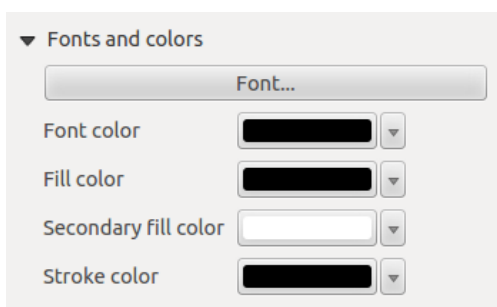 Fonts and colors
Font...
Font color
Fill color
Secondary fill color
Stroke color